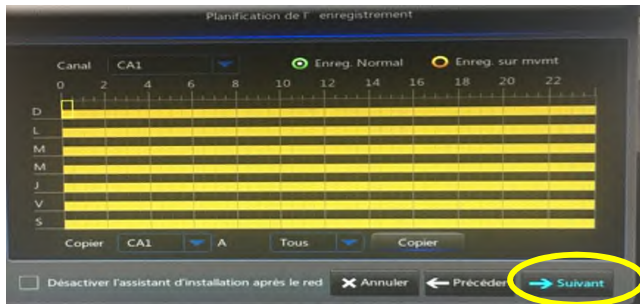 Planification de l' enregistrement
Canal CA1 Enreg. Normal Enreg. sur mvmt
0 2 4 6 8 10 12 14 16 18 20 22
D
L
M
M
J
V
S
Copier CA1 A Tous Copier
Désactiver l'assistant d'installation après le red Annuler Précéder Suivant